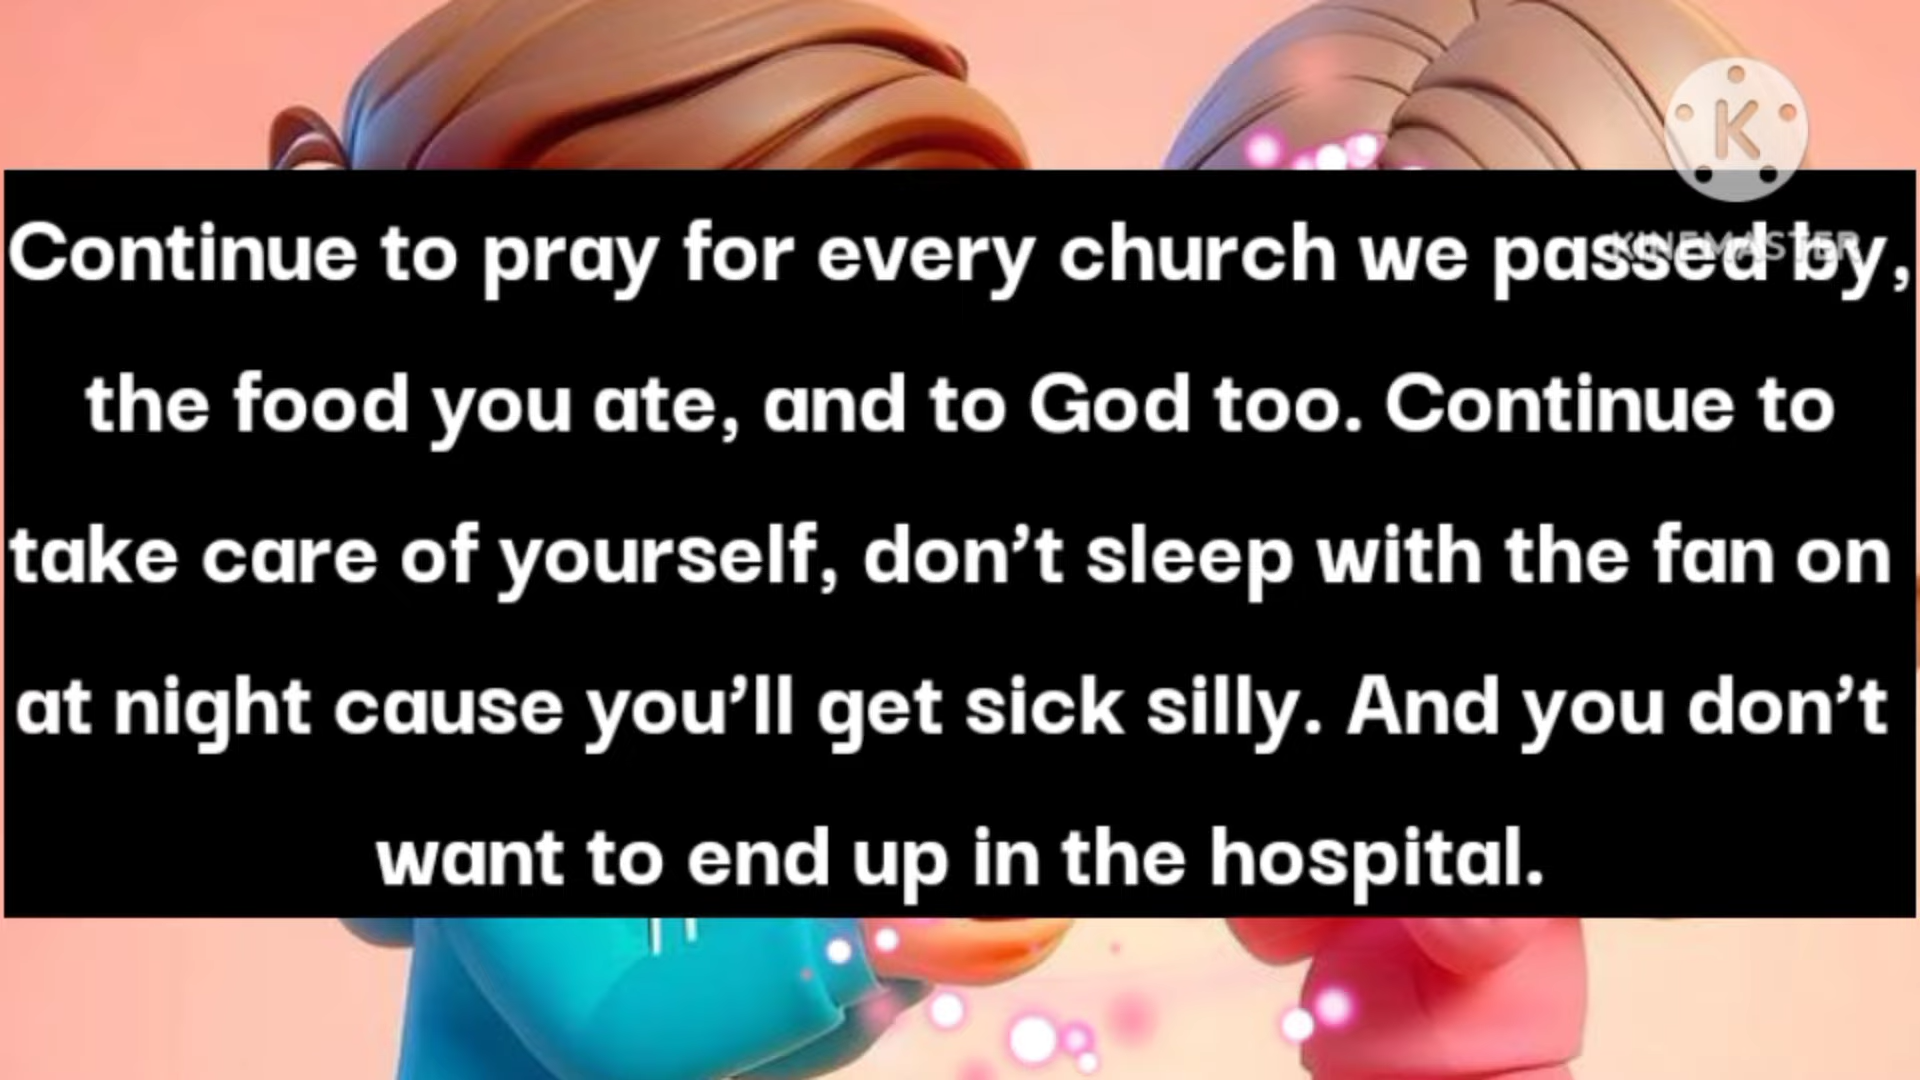 K
KINEMASTER
Continue to pray for every church we passed by,
the food you ate, and to God too. Continue to
take care of yourself, don’t sleep with the fan on
at night cause you’ll get sick silly. And you don’t
want to end up in the hospital.